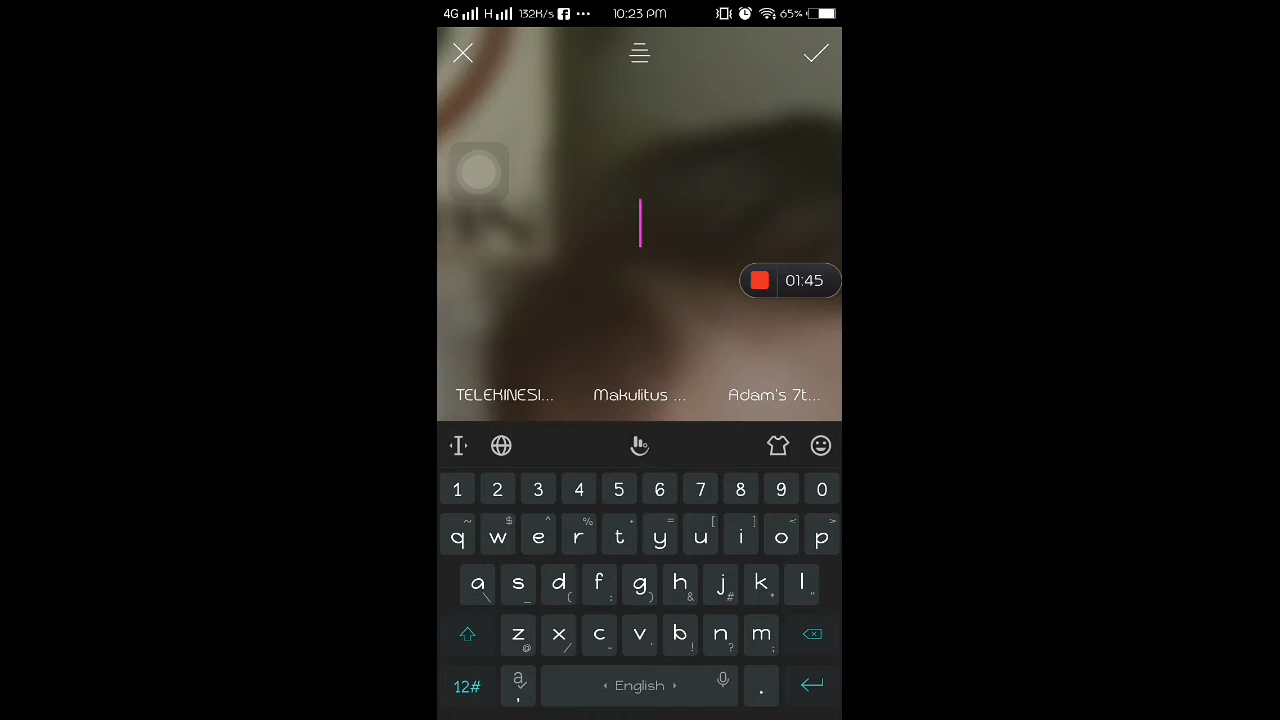 4G H 132K/s ... 10:23 PM 65%
01:45
TELEKINESI... Makulitus ... Adam's 7t...
1 2 3 4 5 6 7 8 9 0
~ $ ^ % • = [ ] < >
q w e r t y u i o p
a s d f g h j k l
\ _ ( : ) & # * "
z x c v b n m
@ / - ' ! ? ;
12# a , English .